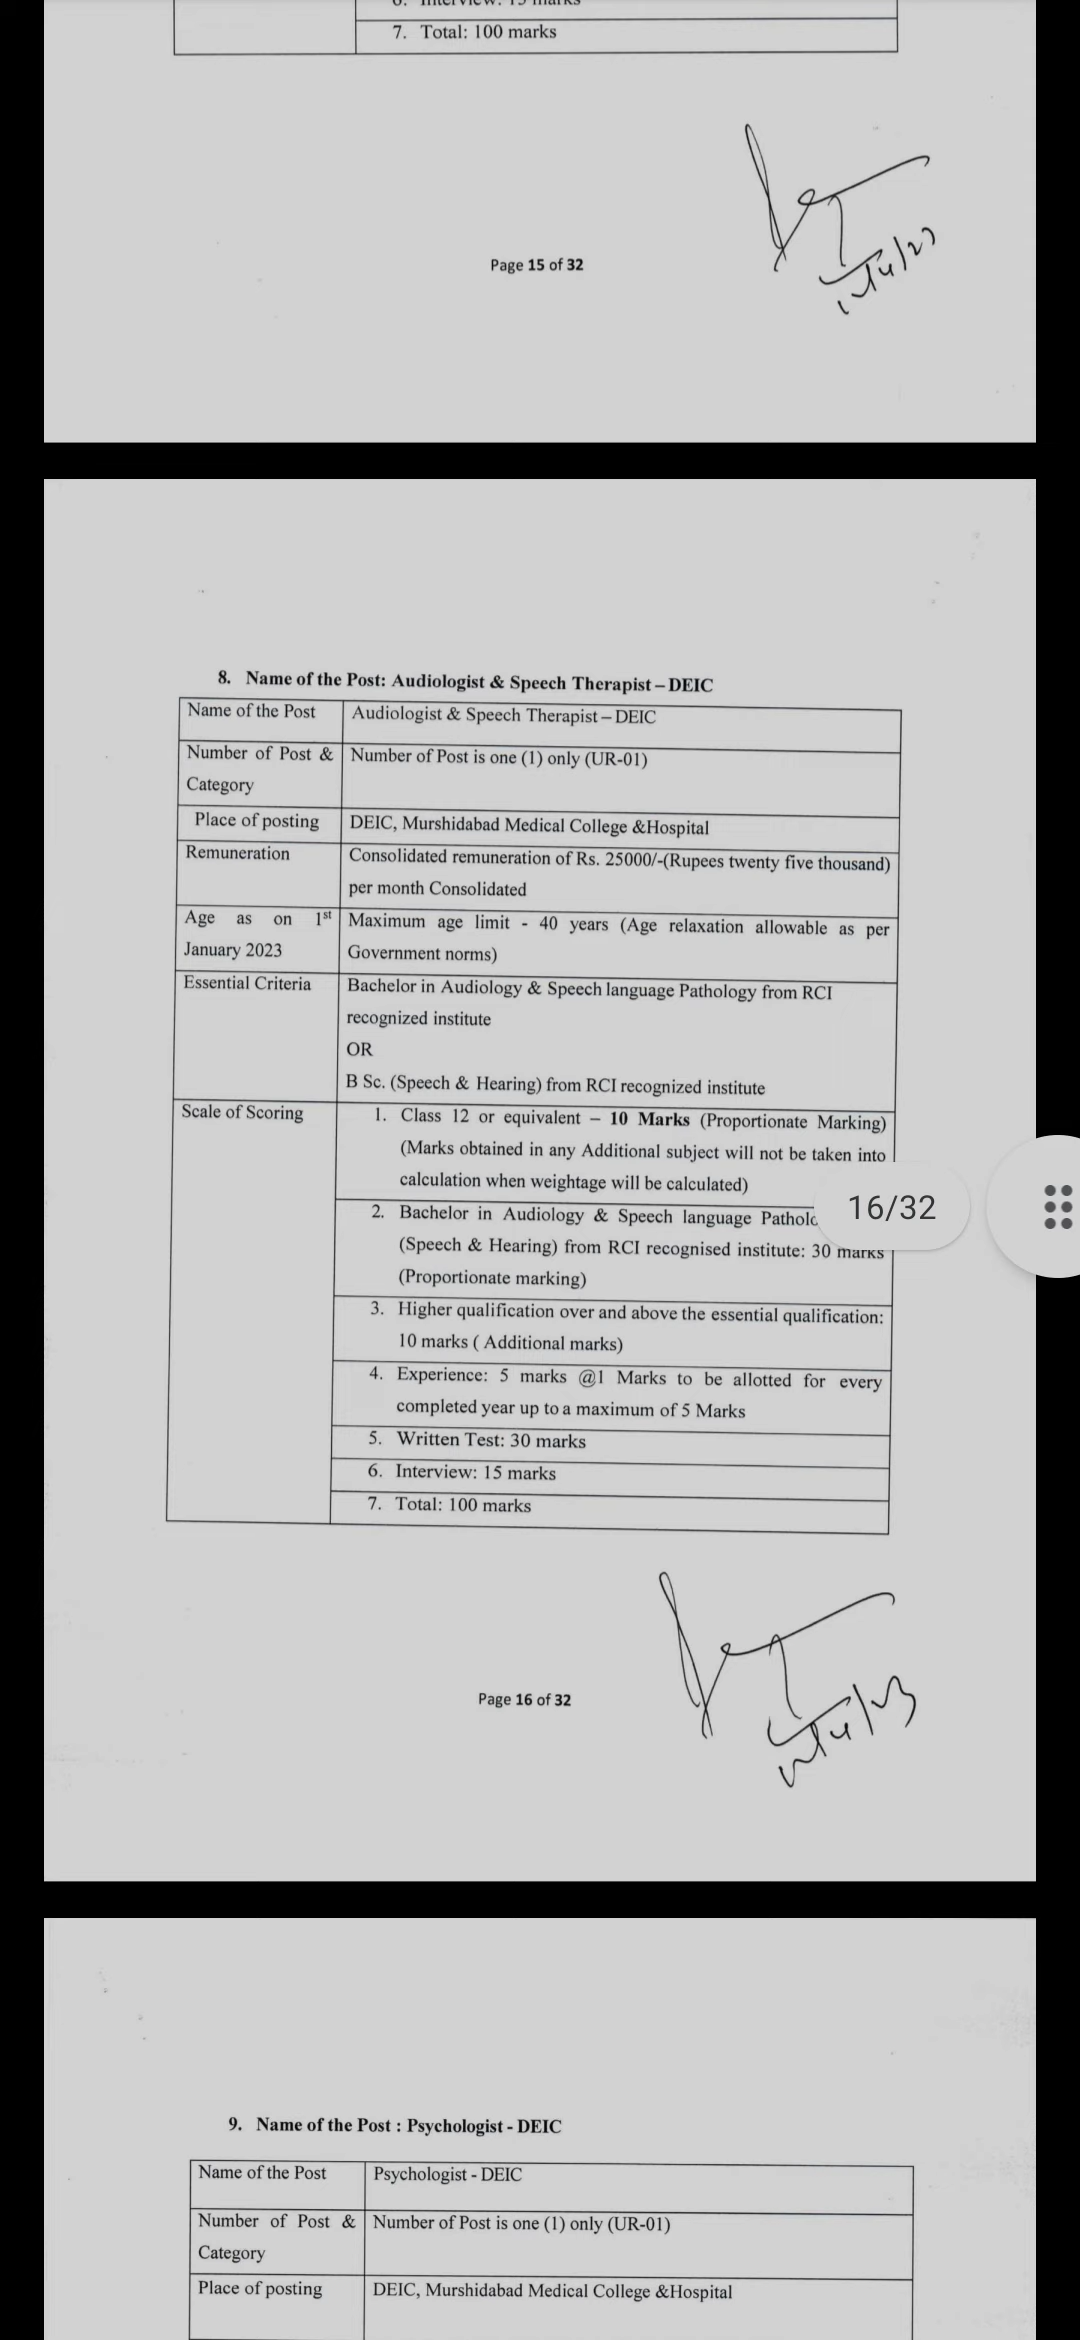 6. Interview: 15 marks
7. Total: 100 marks
Page 15 of 32
8. Name of the Post: Audiologist & Speech Therapist – DEIC
Name of the Post
Audiologist & Speech Therapist – DEIC
Number of Post &
Category
Number of Post is one (1) only (UR-01)
Place of posting
DEIC, Murshidabad Medical College &Hospital
Remuneration
Consolidated remuneration of Rs. 25000/-(Rupees twenty five thousand)
per month Consolidated
Age as on 1st
January 2023
Maximum age limit - 40 years (Age relaxation allowable as per
Government norms)
Essential Criteria
Bachelor in Audiology & Speech language Pathology from RCI
recognized institute
OR
B Sc. (Speech & Hearing) from RCI recognized institute
Scale of Scoring
1. Class 12 or equivalent – 10 Marks (Proportionate Marking)
(Marks obtained in any Additional subject will not be taken into
calculation when weightage will be calculated)
2. Bachelor in Audiology & Speech language
(Speech & Hearing) from RCI recognised institute: 30 marks
(Proportionate marking)
16/32
3. Higher qualification over and above the essential qualification:
10 marks ( Additional marks)
4. Experience: 5 marks @1 Marks to be allotted for every
completed year up to a maximum of 5 Marks
5. Written Test: 30 marks
6. Interview: 15 marks
7. Total: 100 marks
Page 16 of 32
9. Name of the Post : Psychologist - DEIC
Name of the Post
Psychologist - DEIC
Number of Post &
Category
Number of Post is one (1) only (UR-01)
Place of posting
DEIC, Murshidabad Medical College &Hospital